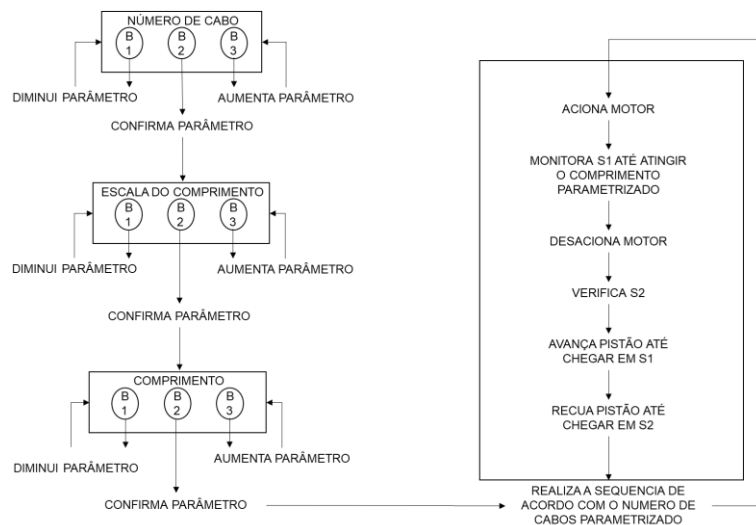 NÚMERO DE CABO
B 1
B 2
B 3
DIMINUI PARÂMETRO
AUMENTA PARÂMETRO
CONFIRMA PARÂMETRO
ESCALA DO COMPRIMENTO
B 1
B 2
B 3
DIMINUI PARÂMETRO
AUMENTA PARÂMETRO
CONFIRMA PARÂMETRO
COMPRIMENTO
B 1
B 2
B 3
DIMINUI PARÂMETRO
AUMENTA PARÂMETRO
CONFIRMA PARÂMETRO
ACIONA MOTOR
MONITORA S1 ATÉ ATINGIR
O COMPRIMENTO
PARAMETRIZADO
DESACIONA MOTOR
VERIFICA S2
AVANÇA PISTÃO ATÉ
CHEGAR EM S1
RECUA PISTÃO ATÉ
CHEGAR EM S2
REALIZA A SEQUENCIA DE
ACORDO COM O NUMERO DE
CABOS PARAMETRIZADO